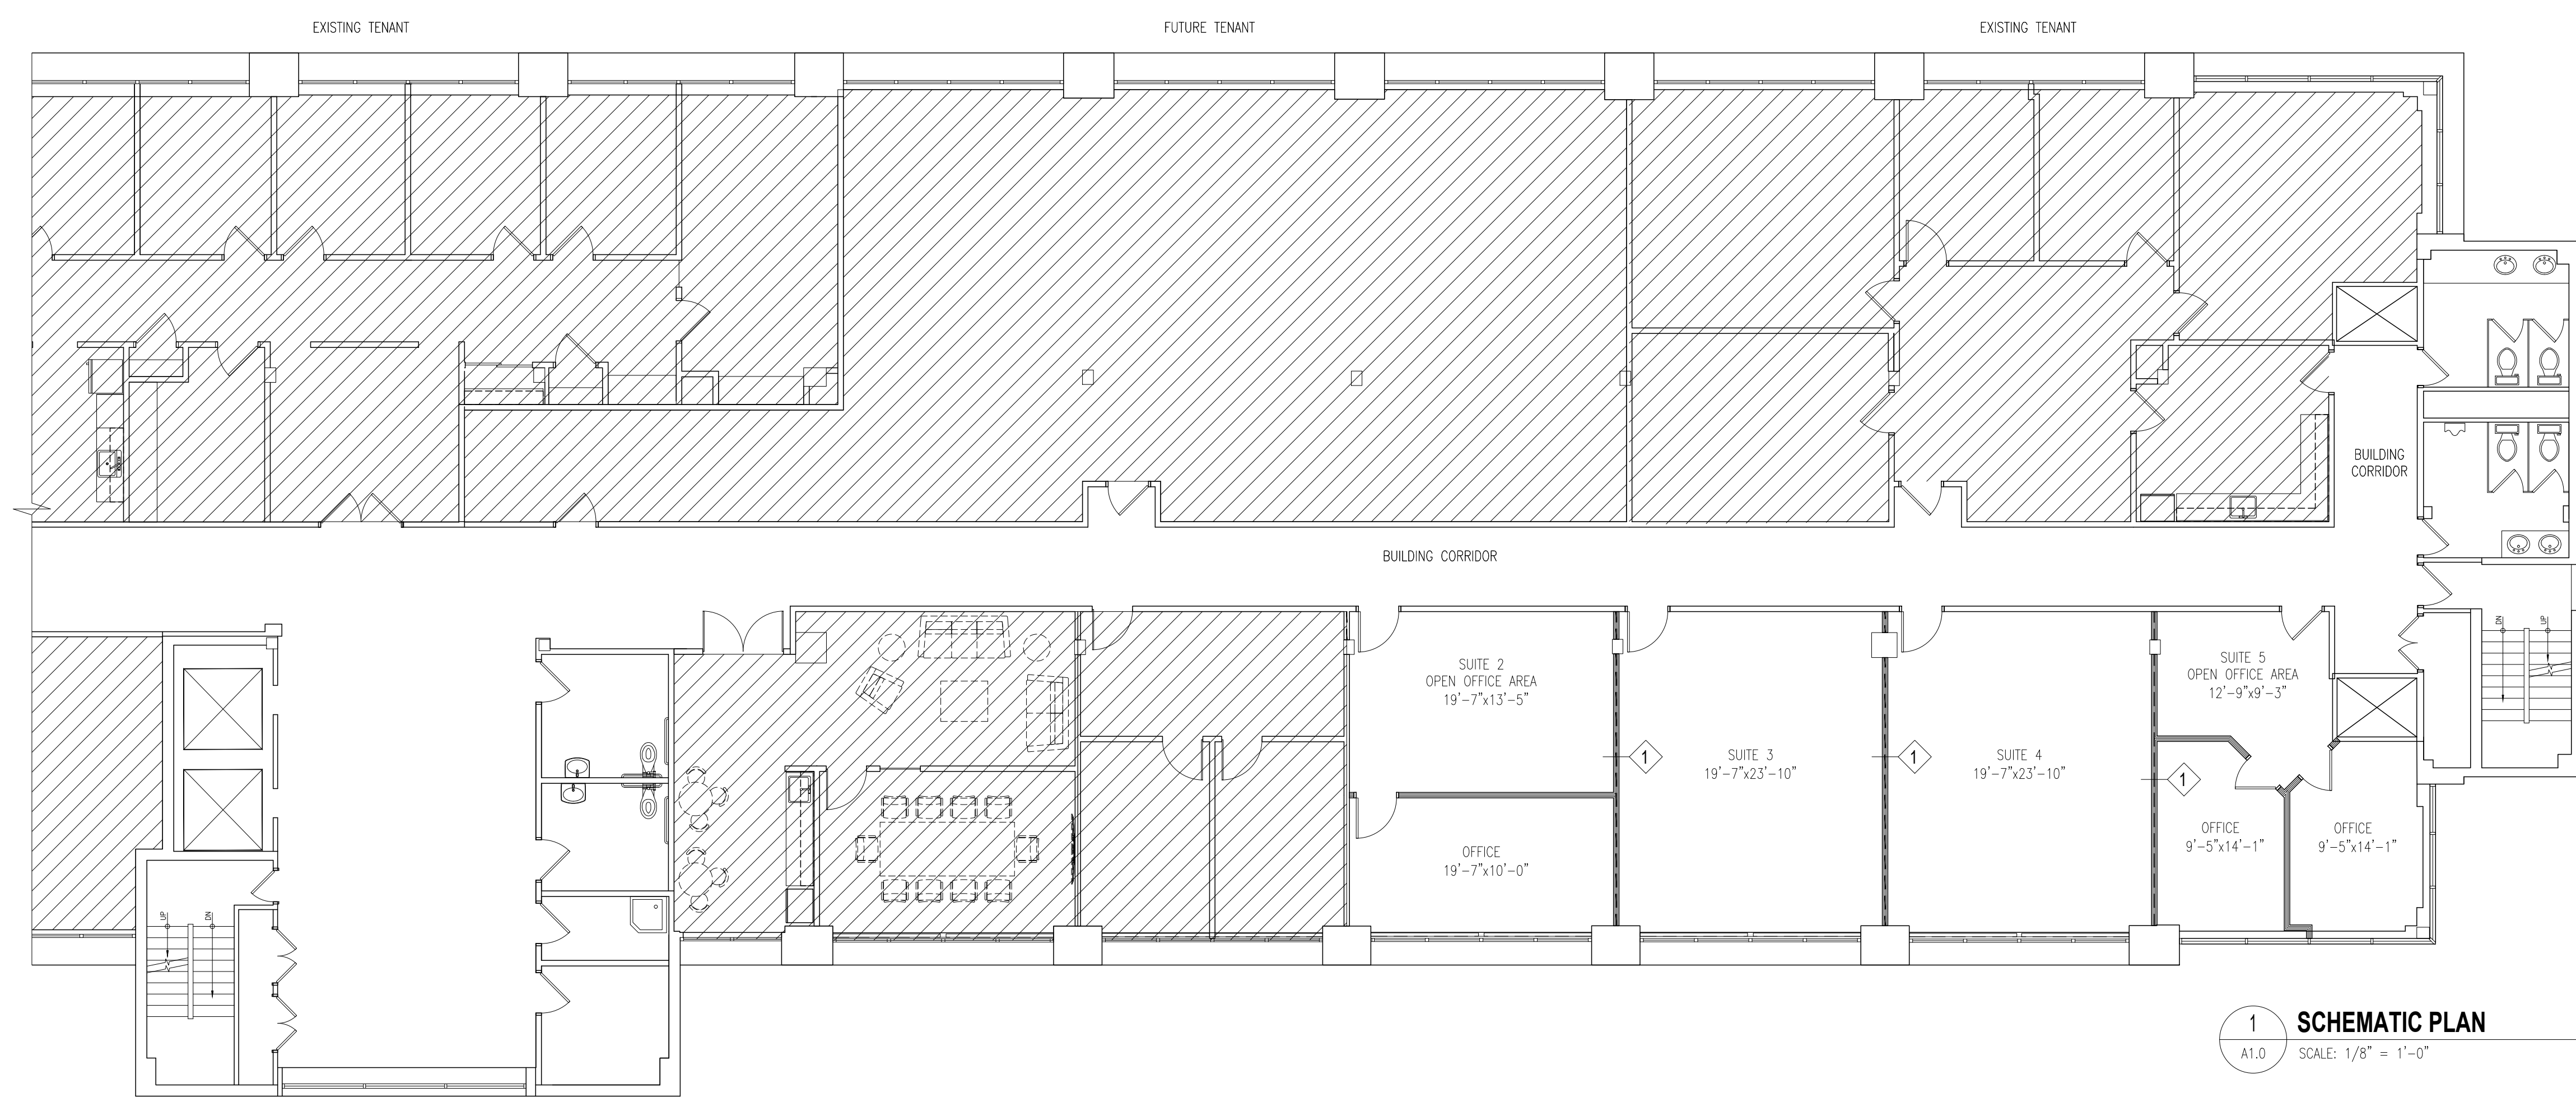 EXISTING TENANT
FUTURE TENANT
EXISTING TENANT
BUILDING
CORRIDOR
BUILDING CORRIDOR
DN
UP
SUITE 2
OPEN OFFICE AREA
19'-7"x13'-5"
SUITE 5
OPEN OFFICE AREA
12'-9"x9'-3"
1
SUITE 3
19'-7"x23'-10"
1
SUITE 4
19'-7"x23'-10"
1
OFFICE
9'-5"x14'-1"
OFFICE
9'-5"x14'-1"
OFFICE
19'-7"x10'-0"
UP
DN
1
SCHEMATIC PLAN
A1.0
SCALE: 1/8" = 1'-0"